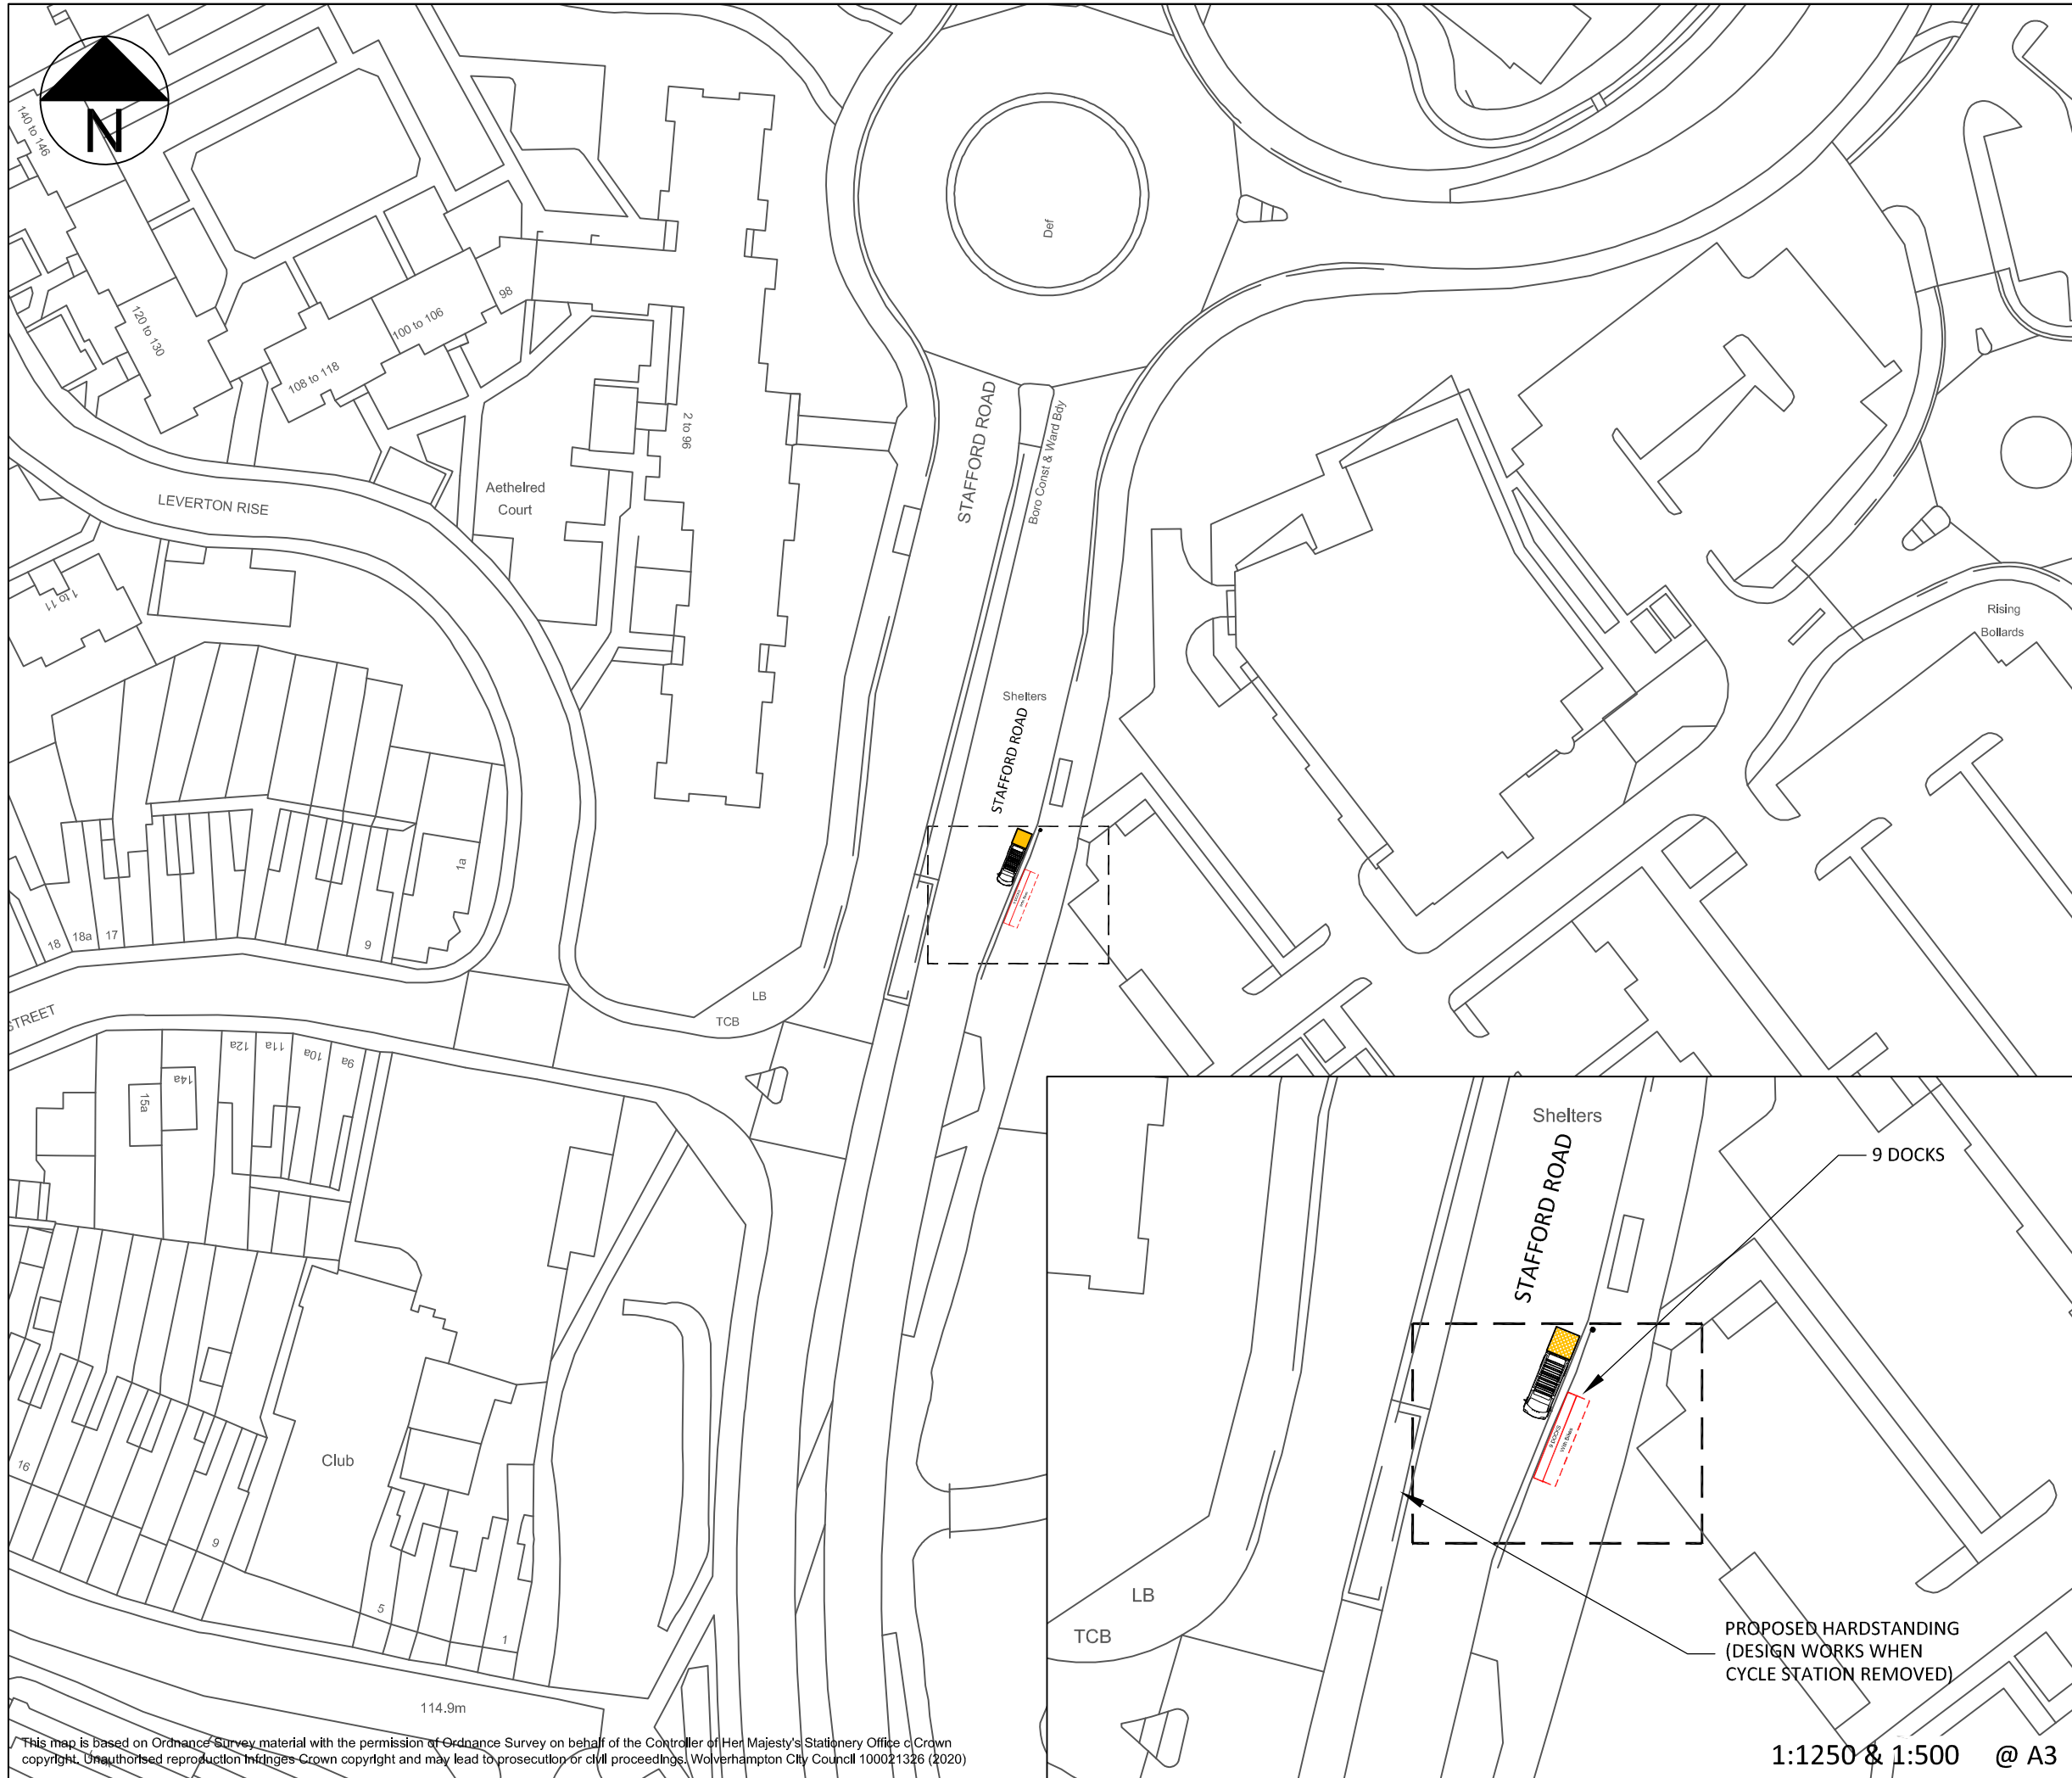 N
140 to 146
120 to 130
108 to 118
100 to 106
98
2 to 96
Def
STAFFORD ROAD
Boro Const & Ward Bdy
LEVERTON RISE
Aethelred
Court
1 to 11
Rising
Bollards
Shelters
STAFFORD ROAD
9 DOCKS
1a
18
18a
17
9
LB
TCB
STREET
12a
11a
10a
9a
14a
15a
Club
16
9
5
1
114.9m
Shelters
STAFFORD ROAD
9 DOCKS
9 DOCKS
With Bikes
LB
TCB
PROPOSED HARDSTANDING
(DESIGN WORKS WHEN
CYCLE STATION REMOVED)
This map is based on Ordnance Survey material with the permission of Ordnance Survey on behalf of the Controller of Her Majesty's Stationery Office c Crown
copyright. Unauthorised reproduction infringes Crown copyright and may lead to prosecution or civil proceedings. Wolverhampton City Council 100021326 (2020)
1:1250 & 1:500 @ A3